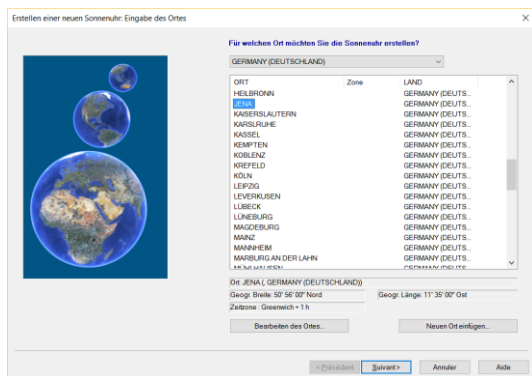 Erstellen einer neuen Sonnenuhr: Eingabe des Ortes
Für welchen Ort möchten Sie die Sonnenuhr erstellen?
GERMANY (DEUTSCHLAND)
ORT Zone LAND
HEILBRONN GERMANY (DEUTS...
JENA GERMANY (DEUTS...
KAISERSLAUTERN GERMANY (DEUTS...
KARLSRUHE GERMANY (DEUTS...
KASSEL GERMANY (DEUTS...
KEMPTEN GERMANY (DEUTS...
KOBLENZ GERMANY (DEUTS...
KREFELD GERMANY (DEUTS...
KÖLN GERMANY (DEUTS...
LEIPZIG GERMANY (DEUTS...
LEVERKUSEN GERMANY (DEUTS...
LÜBECK GERMANY (DEUTS...
LÜNEBURG GERMANY (DEUTS...
MAGDEBURG GERMANY (DEUTS...
MAINZ GERMANY (DEUTS...
MANNHEIM GERMANY (DEUTS...
MARBURG AN DER LAHN GERMANY (DEUTS...
MÜHLHAUSEN GERMANY (DEUTS...
Ort: JENA (, GERMANY (DEUTSCHLAND))
Geogr. Breite: 50° 56' 00" Nord Geogr. Länge: 11° 35' 00" Ost
Zeitzone : Greenwich + 1 h
Bearbeiten des Ortes... Neuen Ort einfügen...
< Précédent Suivant > Annuler Aide